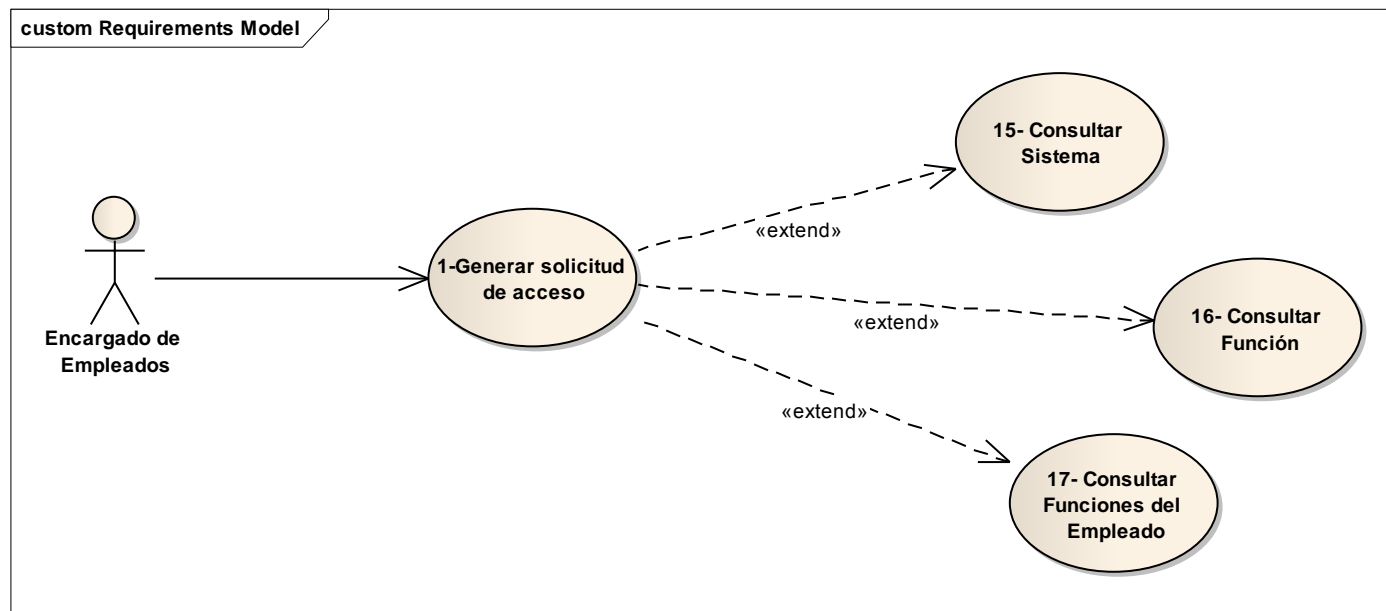 custom Requirements Model
15- Consultar
Sistema
«extend»
1-Generar solicitud
de acceso
«extend»
16- Consultar
Función
Encargado de
Empleados
«extend»
17- Consultar
Funciones del
Empleado